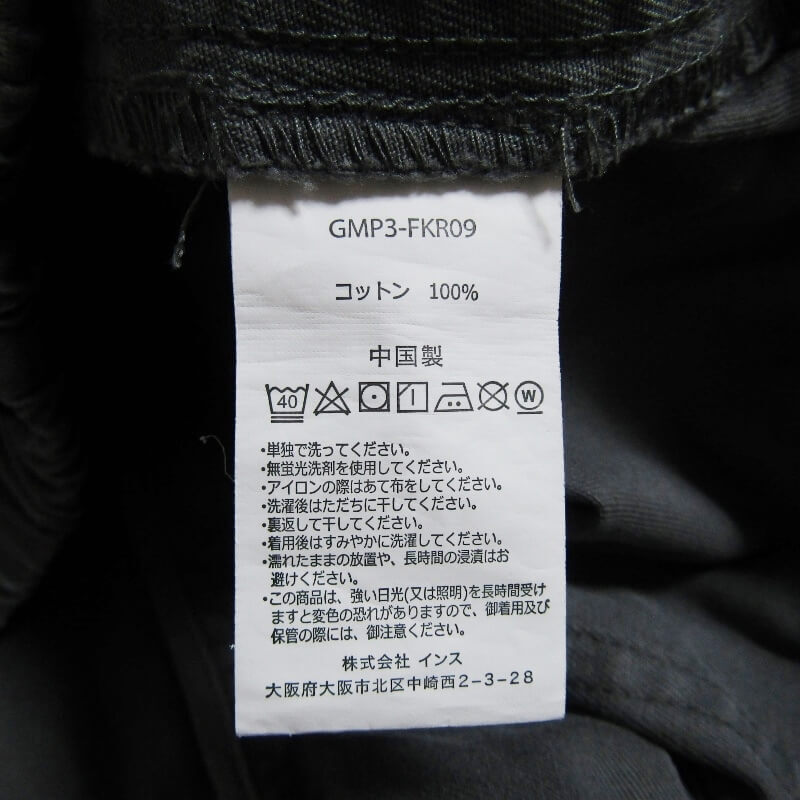 GMP3-FKR09
コットン 100%
中国製
40 W
・単独で洗ってください。
・無蛍光洗剤を使用してください。
・アイロンの際はあて布をしてください。
・洗濯後はただちに干してください。
・裏返して干してください。
・着用後はすみやかに洗濯してください。
・濡れたままの放置や、長時間の浸漬はお
避けください。
・この商品は、強い日光(又は照明)を長時間受け
ますと変色の恐れがありますので、御着用及び
保管の際には、御注意ください。
株式会社 インス
大阪府大阪市北区中崎西2-3-28